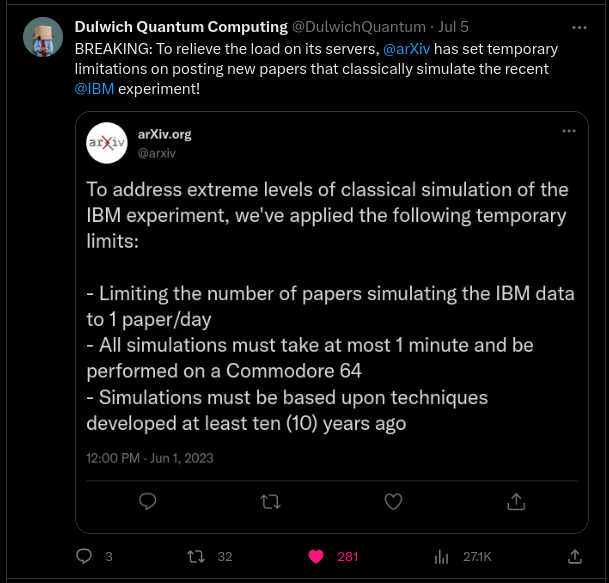 Dulwich Quantum Computing @DulwichQuantum · Jul 5
BREAKING: To relieve the load on its servers, @arXiv has set temporary
limitations on posting new papers that classically simulate the recent
@IBM experiment!
arXiv
arXiv.org
@arxiv
To address extreme levels of classical simulation of the
IBM experiment, we've applied the following temporary
limits:
- Limiting the number of papers simulating the IBM data
to 1 paper/day
- All simulations must take at most 1 minute and be
performed on a Commodore 64
- Simulations must be based upon techniques
developed at least ten (10) years ago
12:00 PM · Jun 1, 2023
3 32 281 27.1K